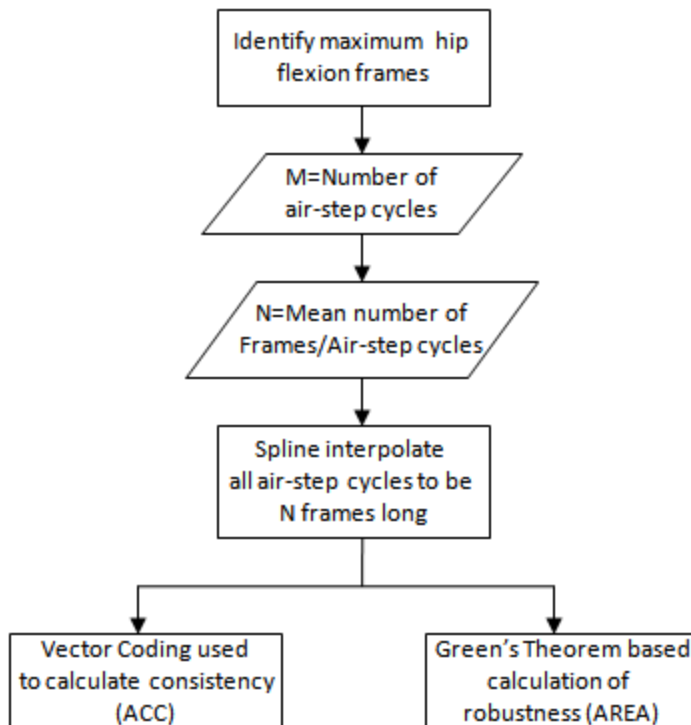 Identify maximum hip
flexion frames
M=Number of
air-step cycles
N=Mean number of
Frames/Air-step cycles
Spline interpolate
all air-step cycles to be
N frames long
Vector Coding used
to calculate consistency
(ACC)
Green's Theorem based
calculation of
robustness (AREA)